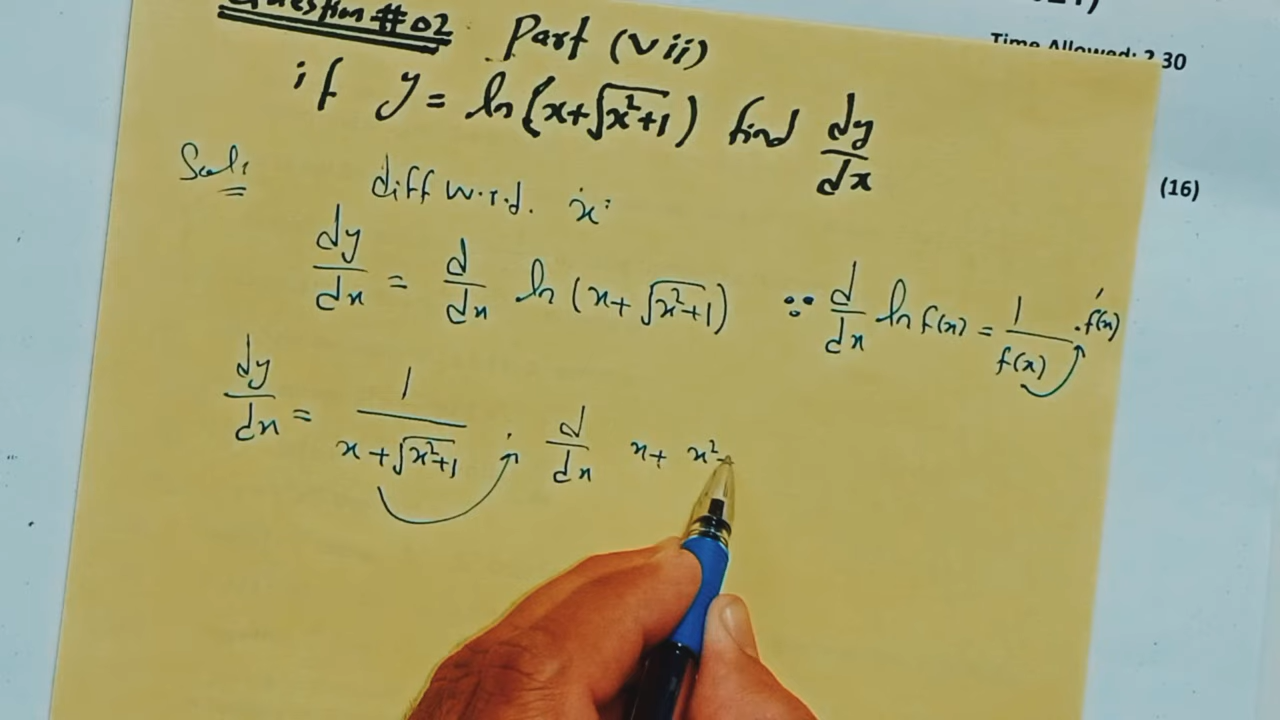 Question #02 Part (vii)
Time Allowed: 2.30
if y = ln(x+√x²+1) find dy/dx
(16)
Sol:
diff w.r.t. x:
dy/dx = d/dx ln(x+√x²+1) ∵ d/dx ln f(x) = 1/f(x) . f'(x)
dy/dx = 1/x+√x²+1 . d/dx x+ x²+